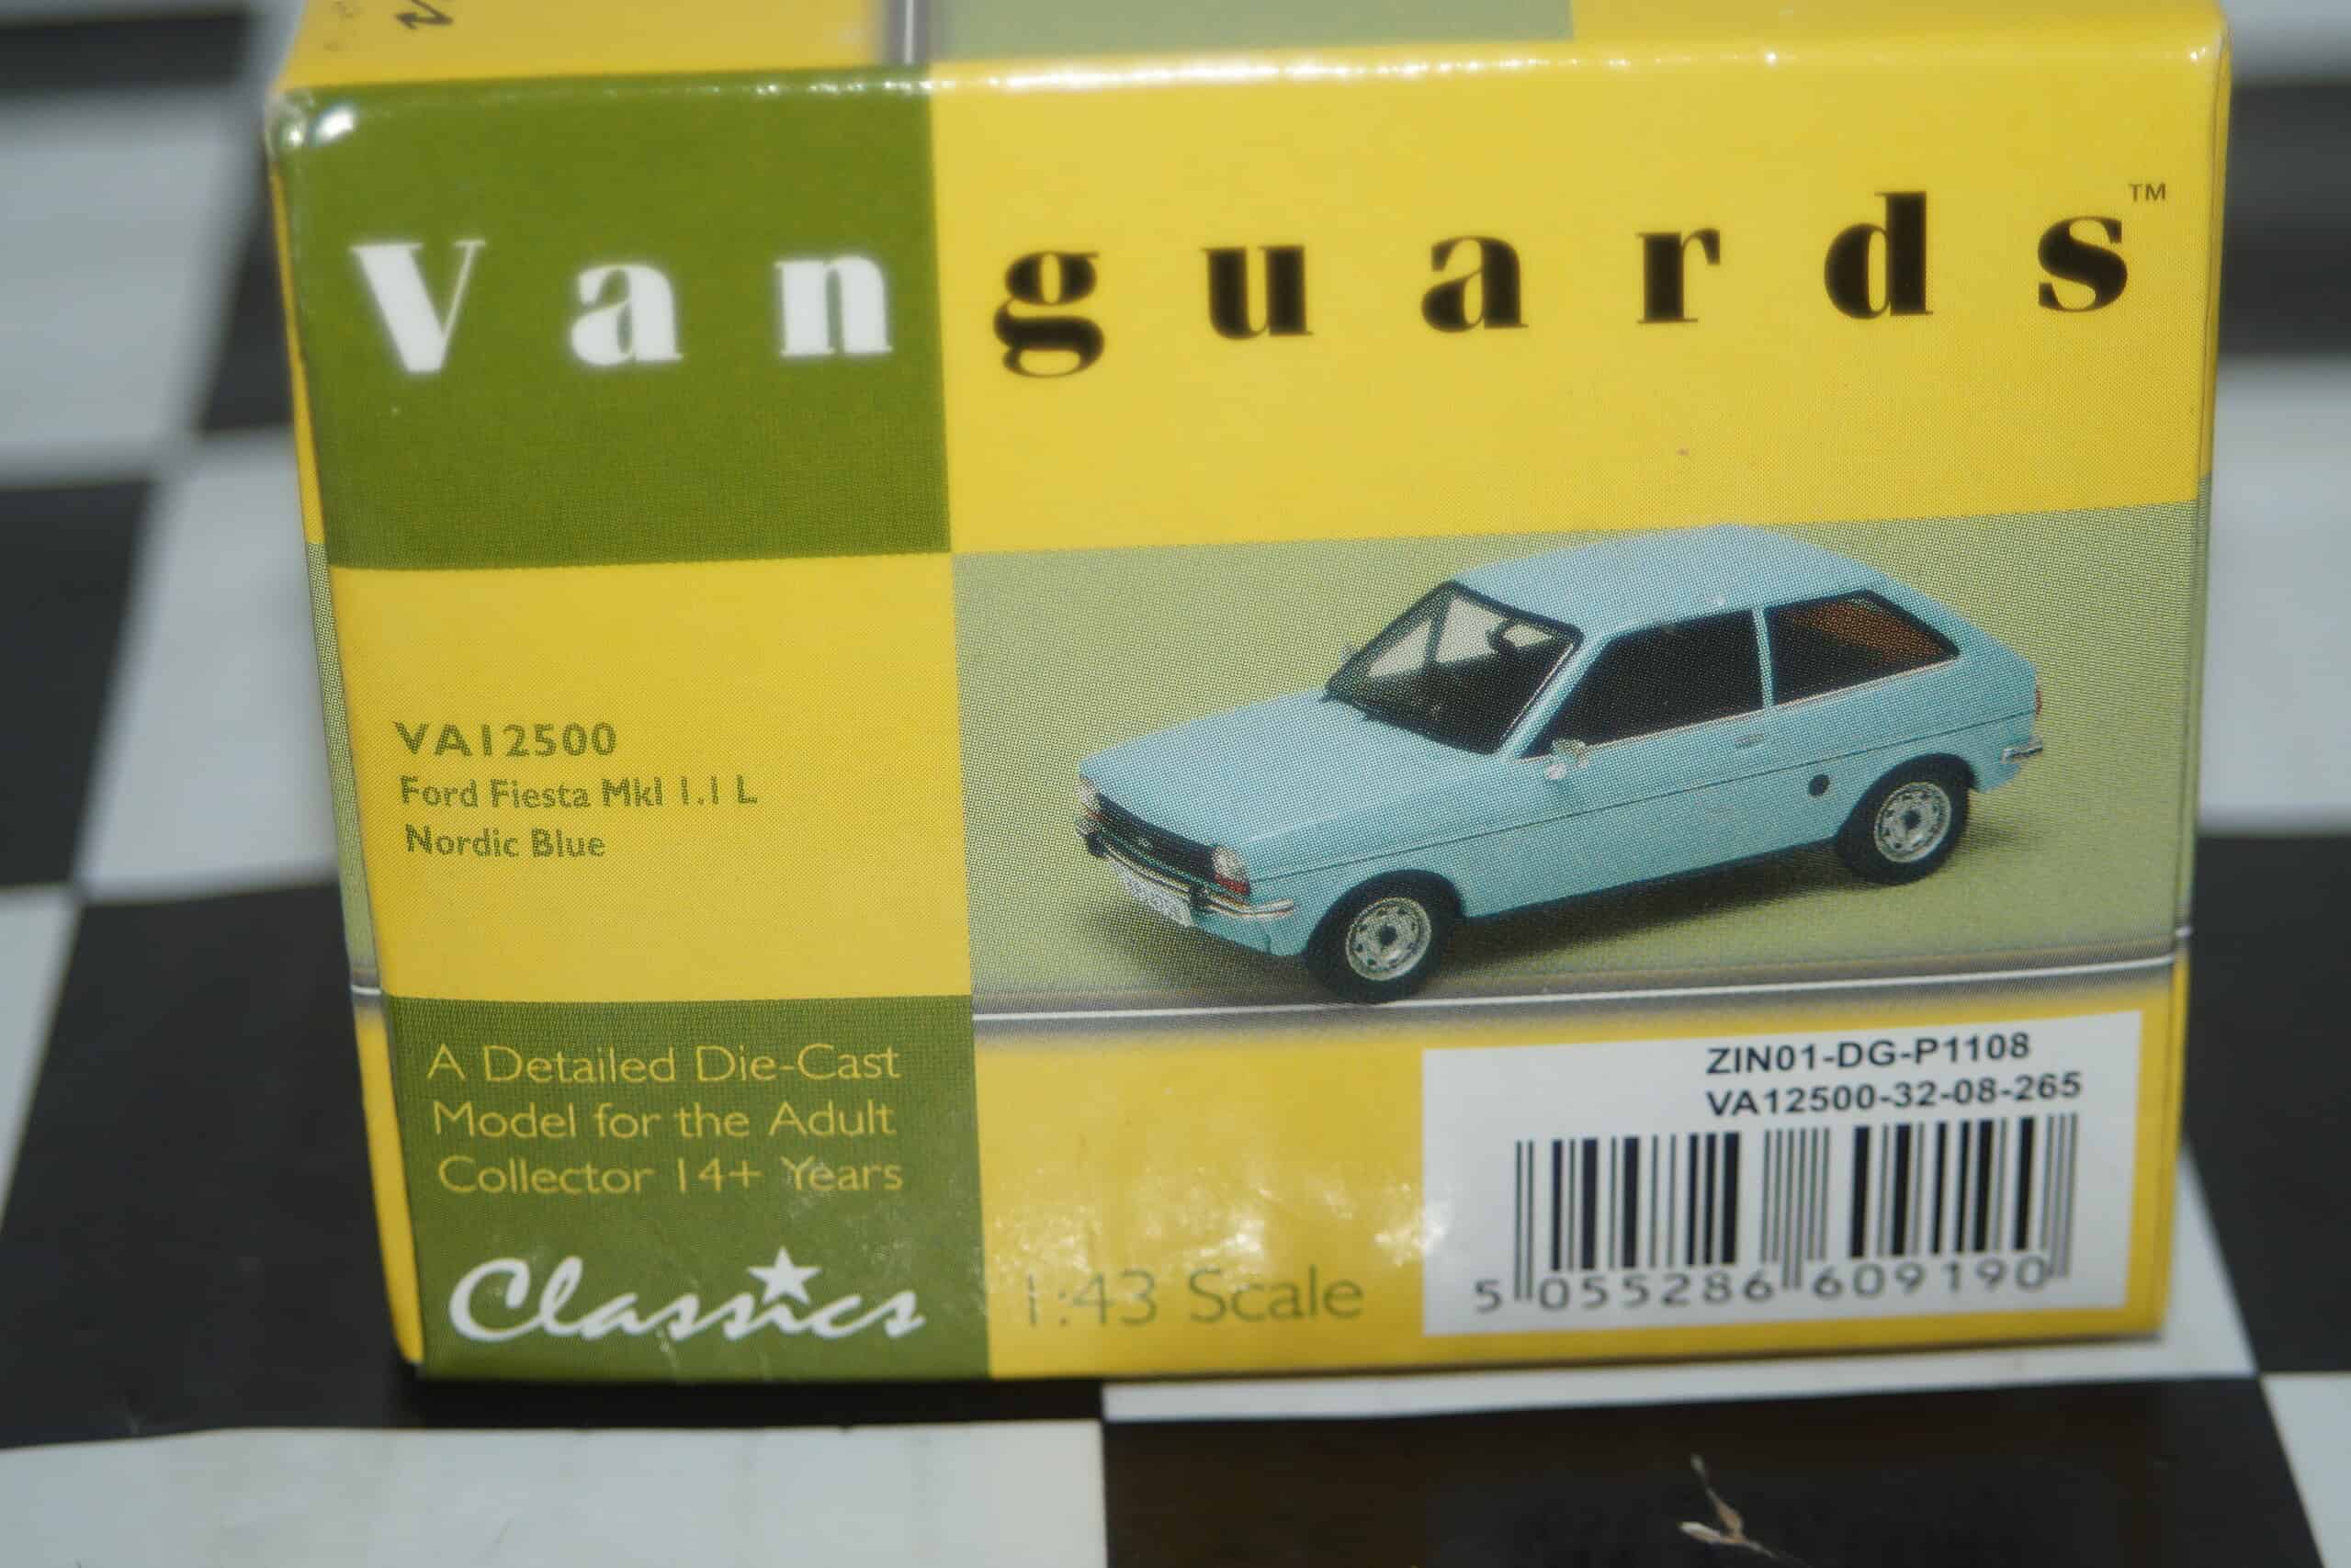 Vanguards™
VA12500
Ford Fiesta MkI 1.1 L
Nordic Blue
A Detailed Die-Cast
Model for the Adult
Collector 14+ Years
Classics
1:43 Scale
ZIN01-DG-P1108
VA12500-32-08-265
5 055286 609190